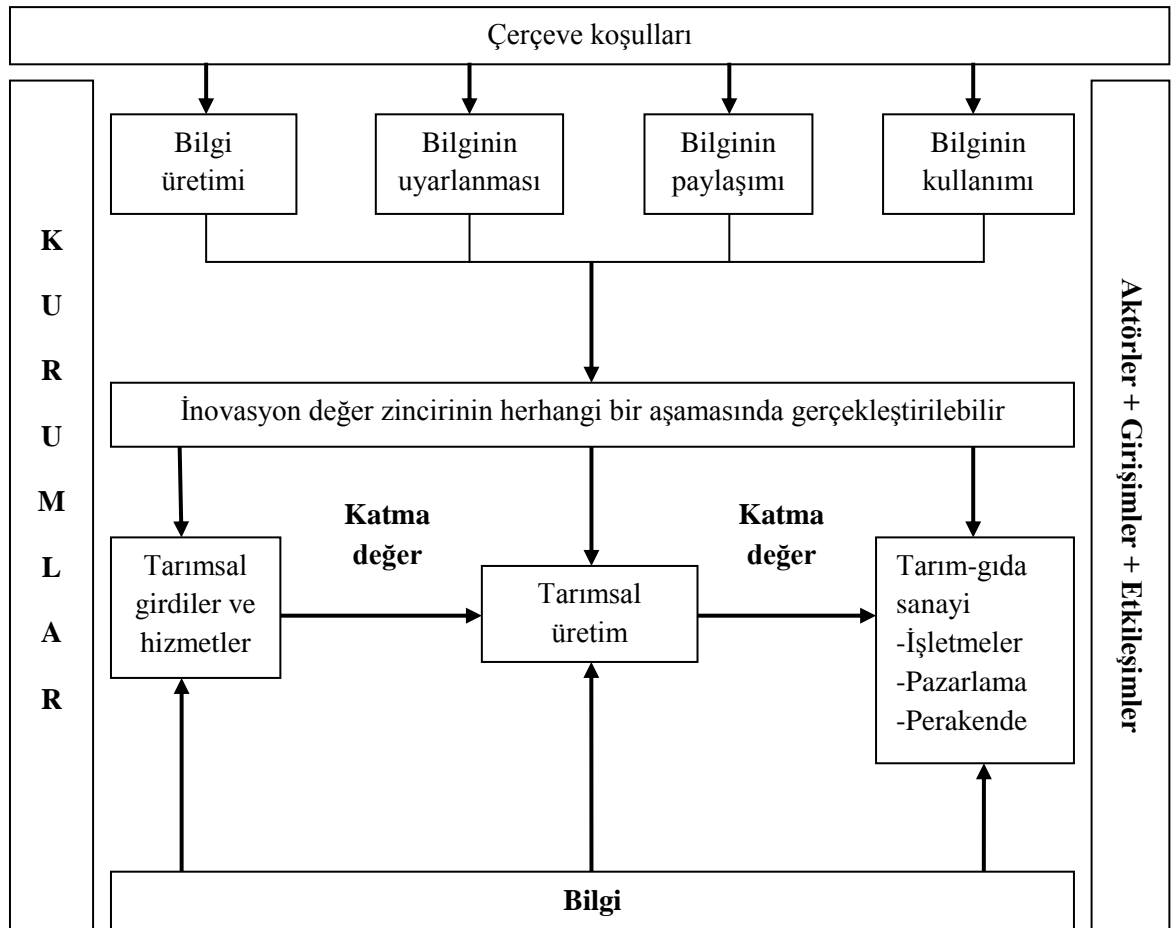 Çerçeve koşulları
Bilgi
üretimi
Bilginin
uyarlanması
Bilginin
paylaşımı
Bilginin
kullanımı
K
U
R
U
M
L
A
R
Aktörler + Girişimler + Etkileşimler
İnovasyon değer zincirinin herhangi bir aşamasında gerçekleştirilebilir
Katma
değer
Katma
değer
Tarımsal
girdiler ve
hizmetler
Tarımsal
üretim
Tarım-gıda
sanayi
-İşletmeler
-Pazarlama
-Perakende
Bilgi